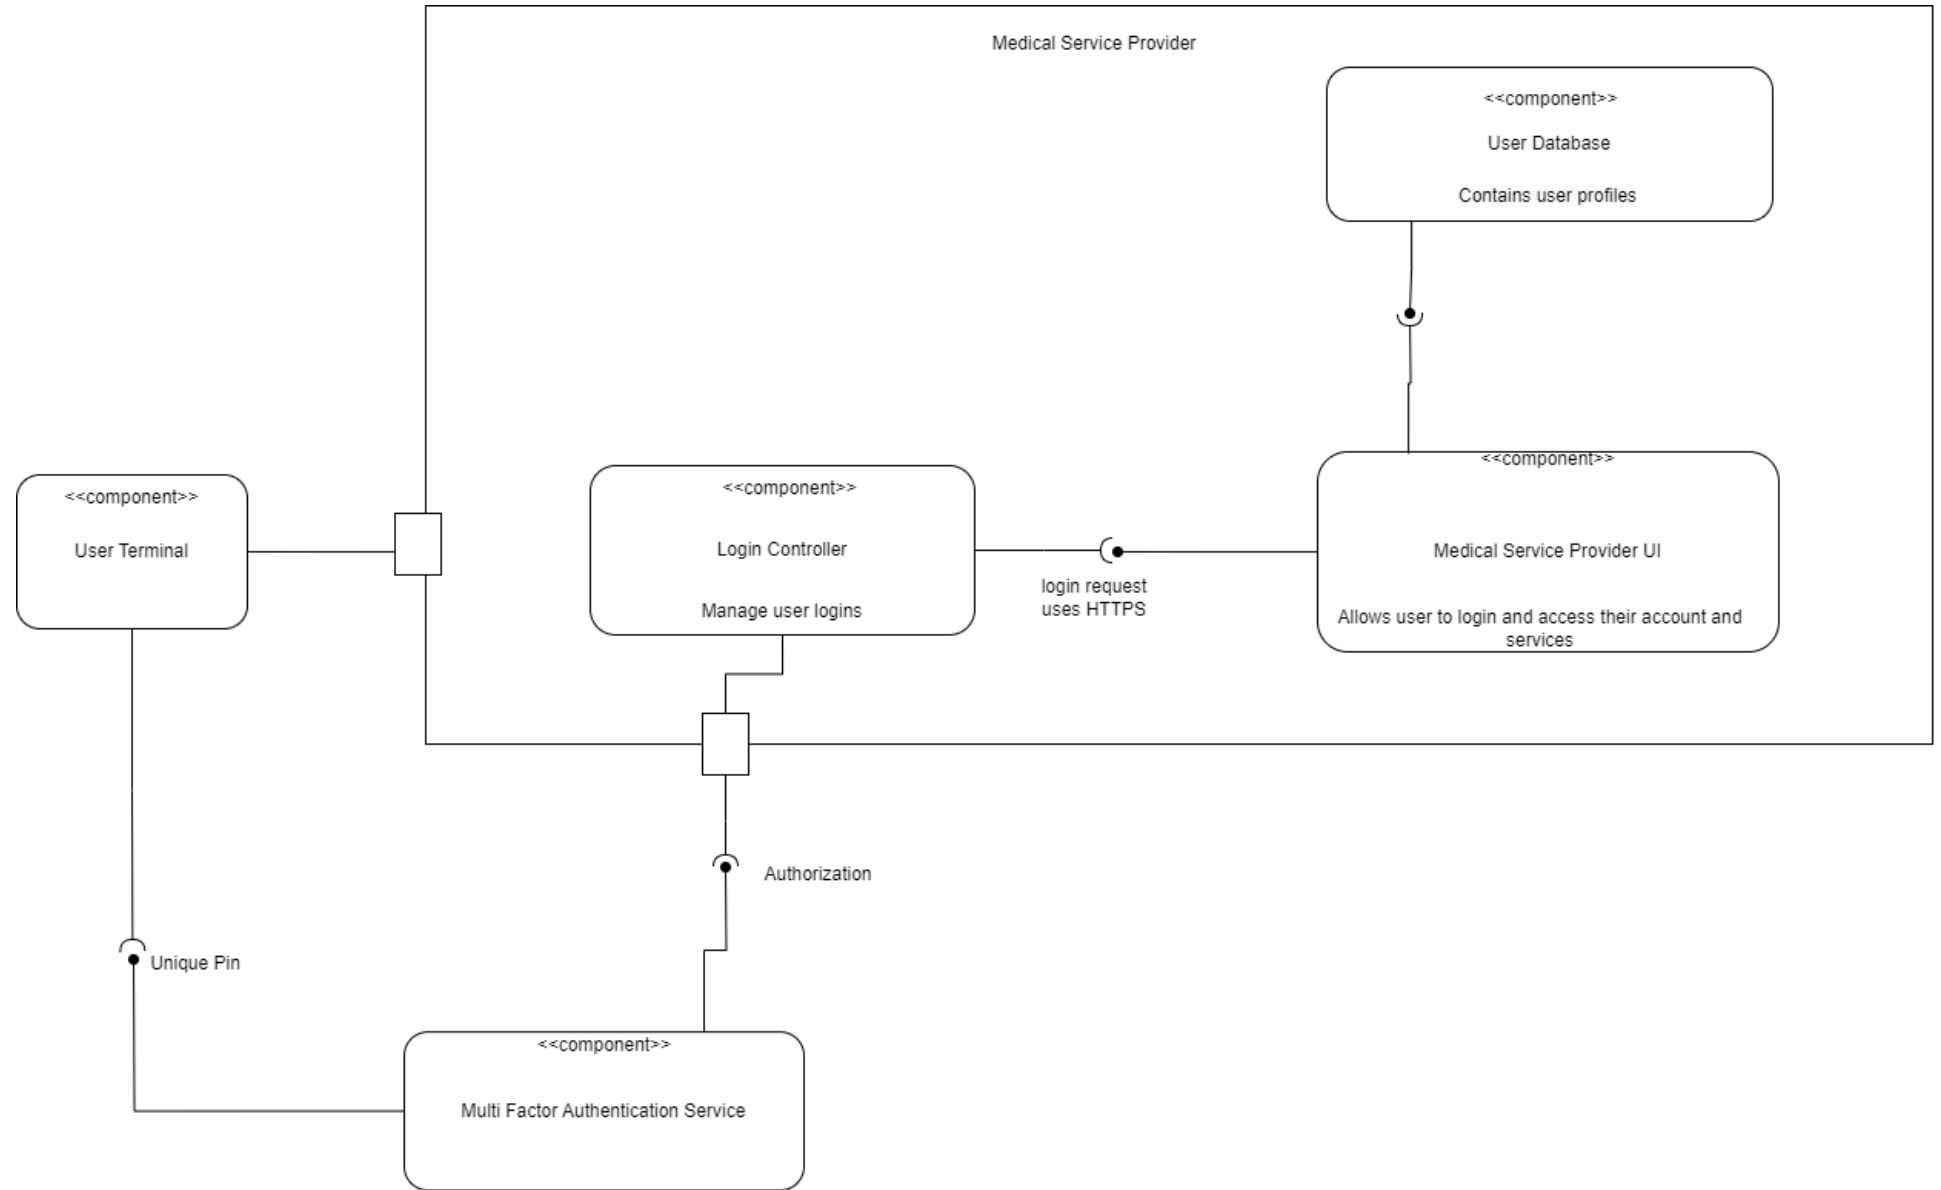 Medical Service Provider
<<component>>
User Database
Contains user profiles
<<component>>
User Terminal
<<component>>
Login Controller
Manage user logins
login request
uses HTTPS
<<component>>
Medical Service Provider UI
Allows user to login and access their account and
services
Authorization
Unique Pin
<<component>>
Multi Factor Authentication Service